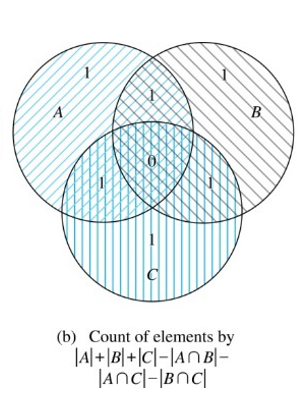 1
1
1
A
B
0
1
1
1
C
(b) Count of elements by
|A|+|B|+|C|−|A∩B|−
|A∩C|−|B∩C|